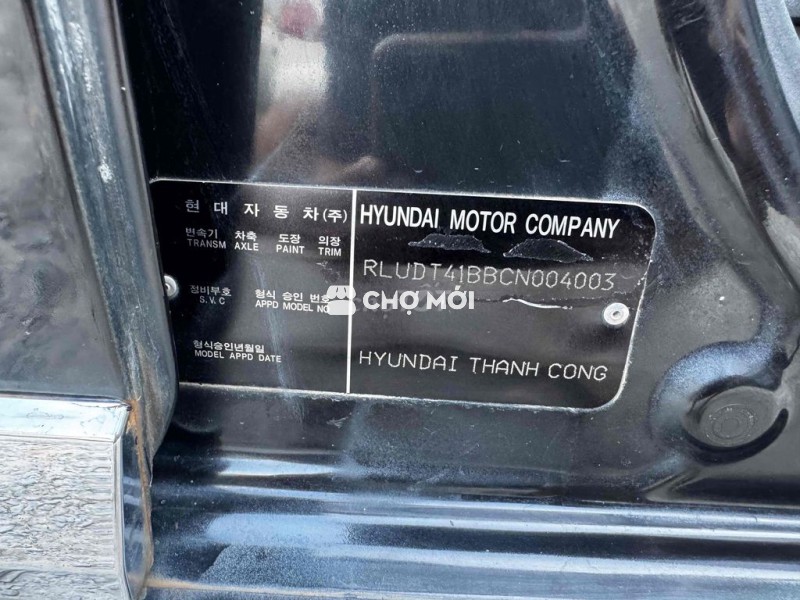 현대자동차(주)
HYUNDAI MOTOR COMPANY
변속기 차축 도장 의장
TRANSM AXLE PAINT TRIM
RLUDT41BBCN004003
정비부호 형식 승인 번호
S.V.C APPD MODEL NO
CHỢ MỚI
형식승인년월일
MODEL APPD DATE
HYUNDAI THANH CONG